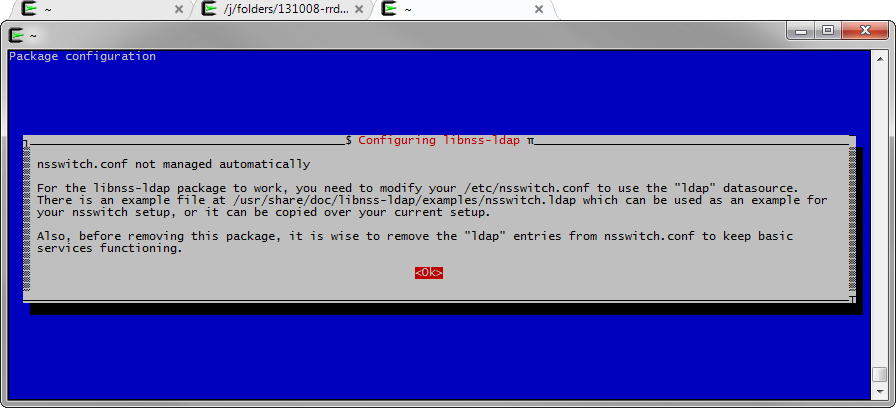 ~
/j/folders/131008-rrd...
~
~
Package configuration
$ Configuring libnss-ldap π
nsswitch.conf not managed automatically
For the libnss-ldap package to work, you need to modify your /etc/nsswitch.conf to use the "ldap" datasource.
There is an example file at /usr/share/doc/libnss-ldap/examples/nsswitch.ldap which can be used as an example for
your nsswitch setup, or it can be copied over your current setup.
Also, before removing this package, it is wise to remove the "ldap" entries from nsswitch.conf to keep basic
services functioning.
<Ok>